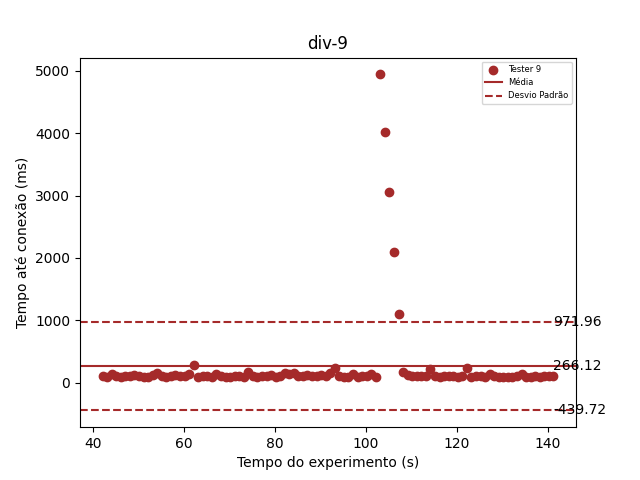 div-9
Tester 9
Média
Desvio Padrão
Tempo até conexão (ms)
5000
4000
3000
2000
1000
0
971.96
266.12
-439.72
40 60 80 100 120 140
Tempo do experimento (s)